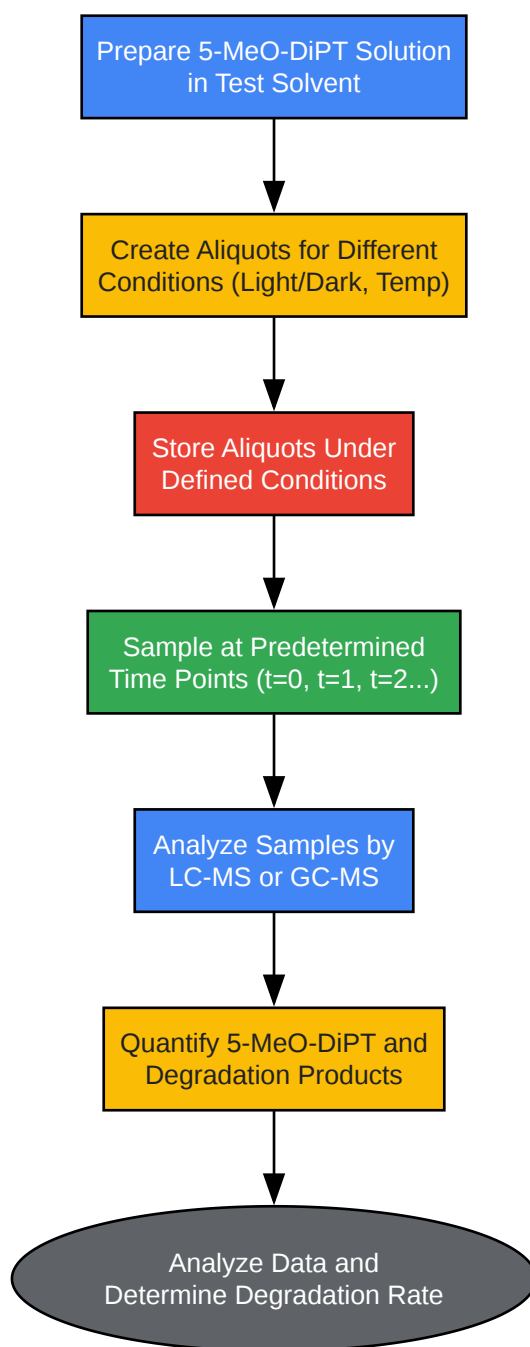 Prepare 5-MeO-DiPT Solution
in Test Solvent
Create Aliquots for Different
Conditions (Light/Dark, Temp)
Store Aliquots Under
Defined Conditions
Sample at Predetermined
Time Points (t=0, t=1, t=2...)
Analyze Samples by
LC-MS or GC-MS
Quantify 5-MeO-DiPT and
Degradation Products
Analyze Data and
Determine Degradation Rate